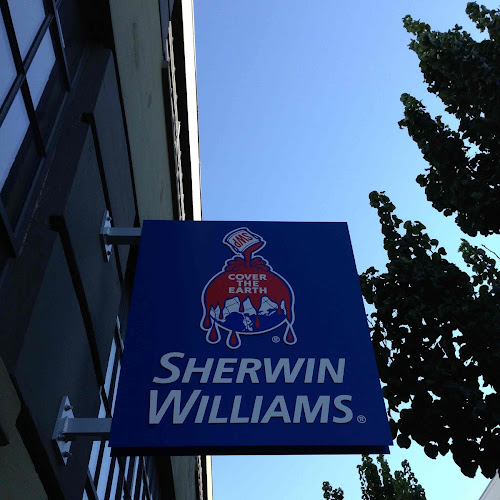 SWP
COVER
THE
EARTH
®
SHERWIN
WILLIAMS®